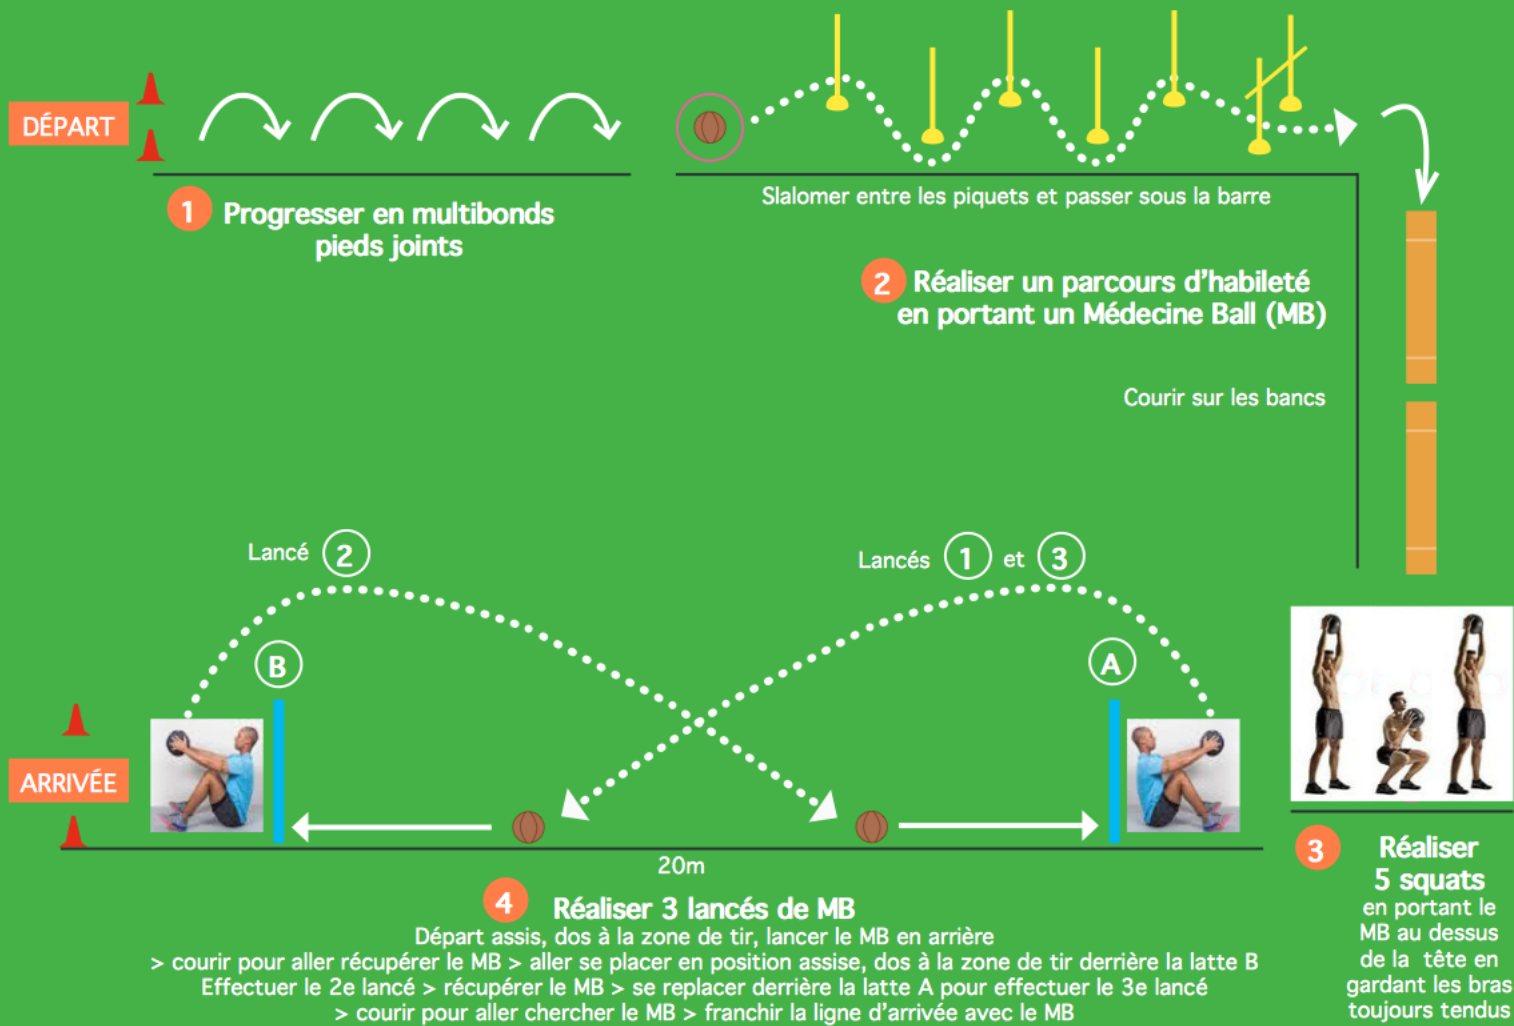 DÉPART
1 Progresser en multibonds
pieds joints
Slalomer entre les piquets et passer sous la barre
2 Réaliser un parcours d'habileté
en portant un Médecine Ball (MB)
Courir sur les bancs
Lancé 2
Lancés 1 et 3
B
A
ARRIVÉE
20m
3 Réaliser
5 squats
en portant le
MB au dessus
de la tête en
gardant les bras
toujours tendus
4 Réaliser 3 lancés de MB
Départ assis, dos à la zone de tir, lancer le MB en arrière
> courir pour aller récupérer le MB > aller se placer en position assise, dos à la zone de tir derrière la latte B
Effectuer le 2e lancé > récupérer le MB > se replacer derrière la latte A pour effectuer le 3e lancé
> courir pour aller chercher le MB > franchir la ligne d'arrivée avec le MB